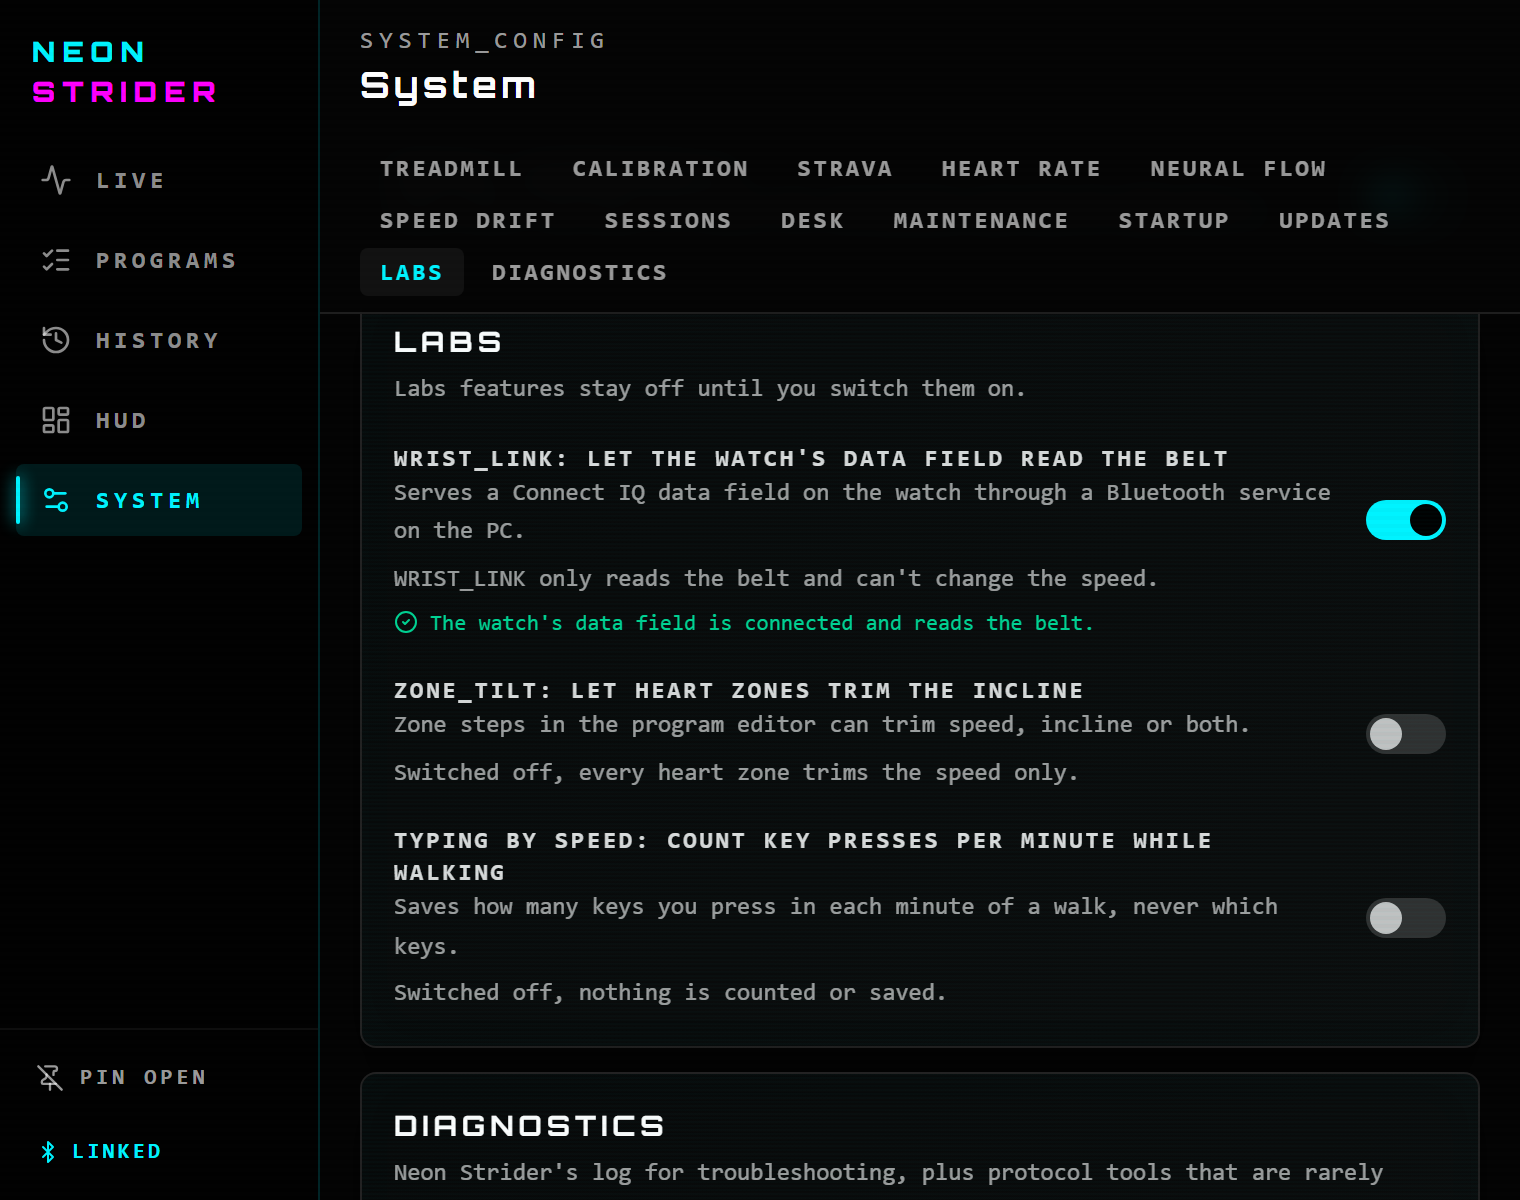 NEON
STRIDER
LIVE
PROGRAMS
HISTORY
HUD
SYSTEM
PIN OPEN
LINKED
SYSTEM_CONFIG
System
TREADMILL CALIBRATION STRAVA HEART RATE NEURAL FLOW
SPEED DRIFT SESSIONS DESK MAINTENANCE STARTUP UPDATES
LABS DIAGNOSTICS
LABS
Labs features stay off until you switch them on.
WRIST_LINK: LET THE WATCH'S DATA FIELD READ THE BELT
Serves a Connect IQ data field on the watch through a Bluetooth service
on the PC.
WRIST_LINK only reads the belt and can't change the speed.
The watch's data field is connected and reads the belt.
ZONE_TILT: LET HEART ZONES TRIM THE INCLINE
Zone steps in the program editor can trim speed, incline or both.
Switched off, every heart zone trims the speed only.
TYPING BY SPEED: COUNT KEY PRESSES PER MINUTE WHILE
WALKING
Saves how many keys you press in each minute of a walk, never which
keys.
Switched off, nothing is counted or saved.
DIAGNOSTICS
Neon Strider's log for troubleshooting, plus protocol tools that are rarely